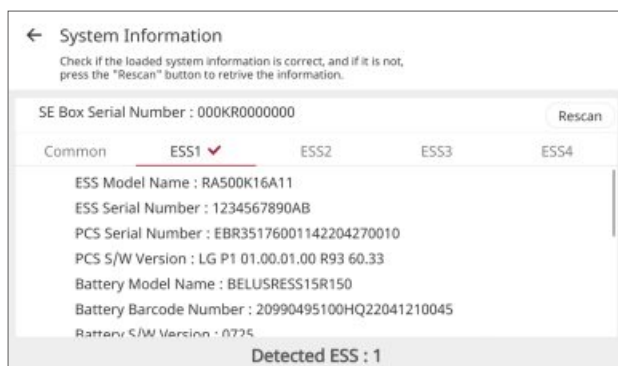 ← System Information
Check if the loaded system information is correct, and if it is not,
press the "Rescan" button to retrive the information.
SE Box Serial Number : 000KR0000000
Rescan
Common ESS1 ✔ ESS2 ESS3 ESS4
ESS Model Name : RA500K16A11
ESS Serial Number : 1234567890AB
PCS Serial Number : EBR35176001142204270010
PCS S/W Version : LG P1 01.00.01.00 R93 60.33
Battery Model Name : BELUSRESS15R150
Battery Barcode Number : 20990495100HQ22041210045
Battery S/W Version : 0725
Detected ESS : 1